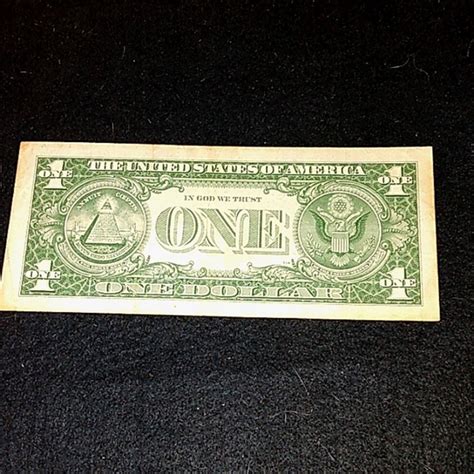 1 THE UNITED STATES OF AMERICA 1
ONE ONE
IN GOD WE TRUST
ONE
1 1
ONE ONE
ONE DOLLAR